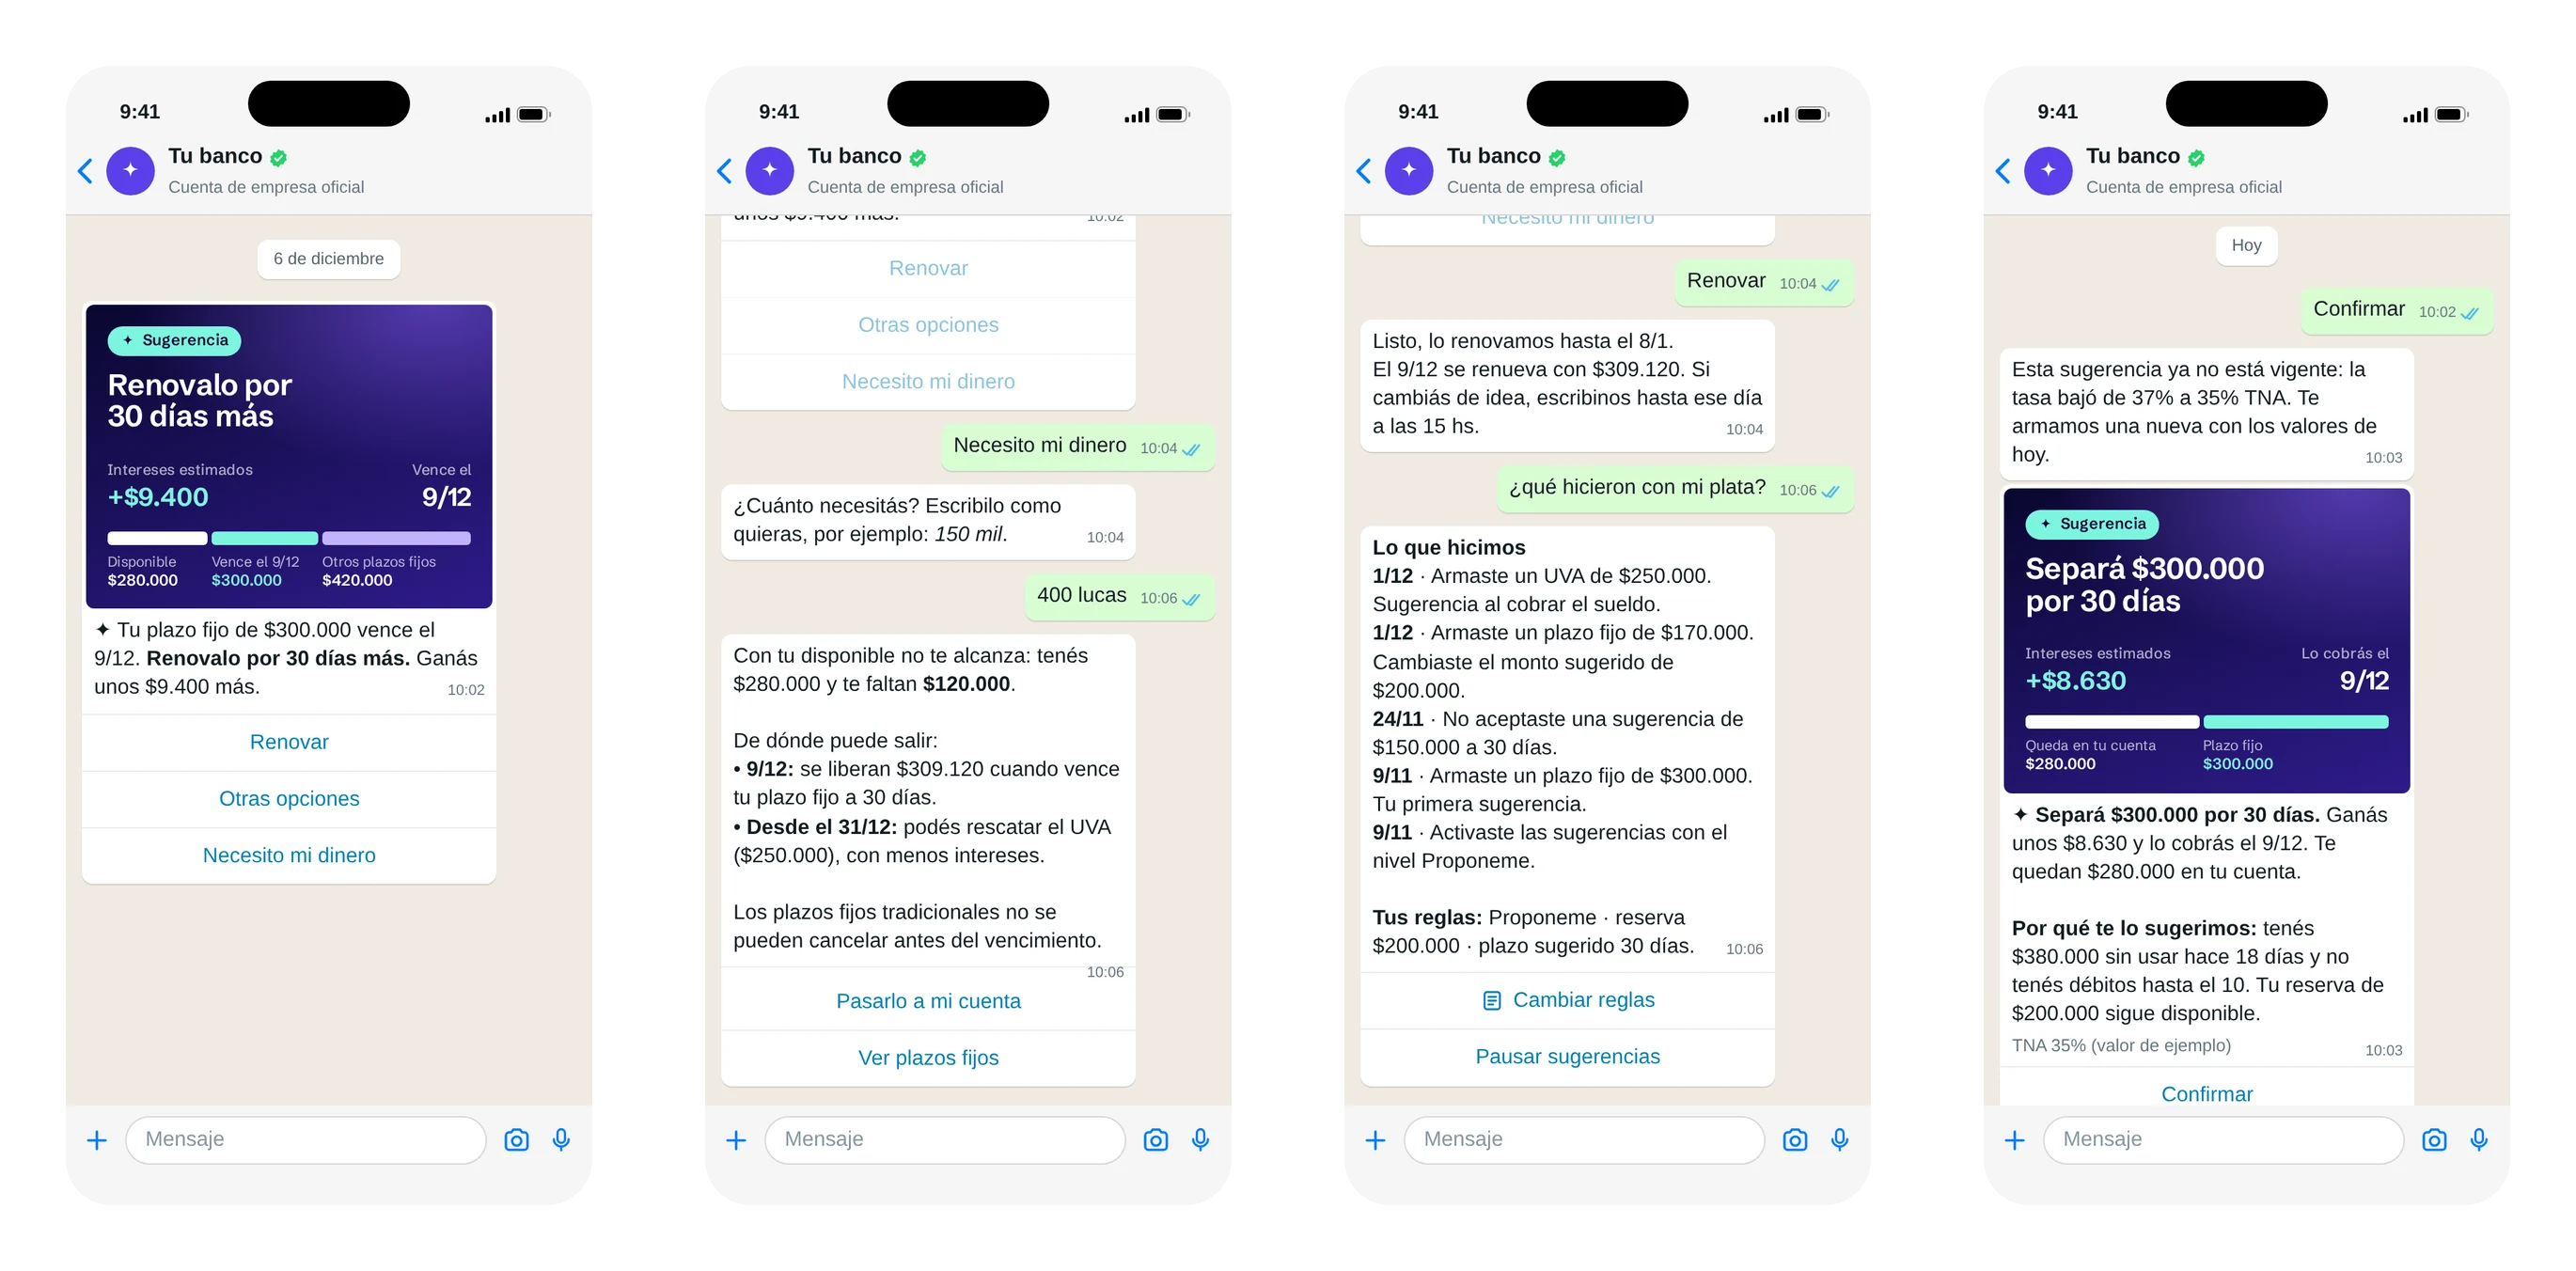 9:41
Tu banco
Cuenta de empresa oficial
6 de diciembre
Sugerencia
Renovalo por
30 días más
Intereses estimados
Vence el
+$9.400
9/12
Disponible
Vence el 9/12
Otros plazos fijos
$280.000
$300.000
$420.000
✦ Tu plazo fijo de $300.000 vence el
9/12. Renovalo por 30 días más. Ganás
unos $9.400 más.
10:02
Renovar
Otras opciones
Necesito mi dinero
Mensaje
9:41
Tu banco
Cuenta de empresa oficial
unos $9.400 más.
10:02
Renovar
Otras opciones
Necesito mi dinero
Necesito mi dinero 10:04
¿Cuánto necesitás? Escribilo como
quieras, por ejemplo: 150 mil.
10:04
400 lucas 10:06
Con tu disponible no te alcanza: tenés
$280.000 y te faltan $120.000.
De dónde puede salir:
• 9/12: se liberan $309.120 cuando vence
tu plazo fijo a 30 días.
• Desde el 31/12: podés rescatar el UVA
($250.000), con menos intereses.
Los plazos fijos tradicionales no se
pueden cancelar antes del vencimiento.
10:06
Pasarlo a mi cuenta
Ver plazos fijos
Mensaje
9:41
Tu banco
Cuenta de empresa oficial
Necesito mi dinero
Renovar 10:04
Listo, lo renovamos hasta el 8/1.
El 9/12 se renueva con $309.120. Si
cambiás de idea, escribinos hasta ese día
a las 15 hs.
10:04
¿qué hicieron con mi plata? 10:06
Lo que hicimos
1/12 · Armaste un UVA de $250.000.
Sugerencia al cobrar el sueldo.
1/12 · Armaste un plazo fijo de $170.000.
Cambiaste el monto sugerido de
$200.000.
24/11 · No aceptaste una sugerencia de
$150.000 a 30 días.
9/11 · Armaste un plazo fijo de $300.000.
Tu primera sugerencia.
9/11 · Activaste las sugerencias con el
nivel Proponeme.
Tus reglas: Proponeme · reserva
$200.000 · plazo sugerido 30 días.
10:06
Cambiar reglas
Pausar sugerencias
Mensaje
9:41
Tu banco
Cuenta de empresa oficial
Hoy
Confirmar 10:02
Esta sugerencia ya no está vigente: la
tasa bajó de 37% a 35% TNA. Te
armamos una nueva con los valores de
hoy.
10:03
Sugerencia
Separá $300.000
por 30 días
Intereses estimados
Lo cobrás el
+$8.630
9/12
Queda en tu cuenta
Plazo fijo
$280.000
$300.000
✦ Separá $300.000 por 30 días. Ganás
unos $8.630 y lo cobrás el 9/12. Te
quedan $280.000 en tu cuenta.
Por qué te lo sugerimos: tenés
$380.000 sin usar hace 18 días y no
tenés débitos hasta el 10. Tu reserva de
$200.000 sigue disponible.
TNA 35% (valor de ejemplo)
10:03
Confirmar
Mensaje